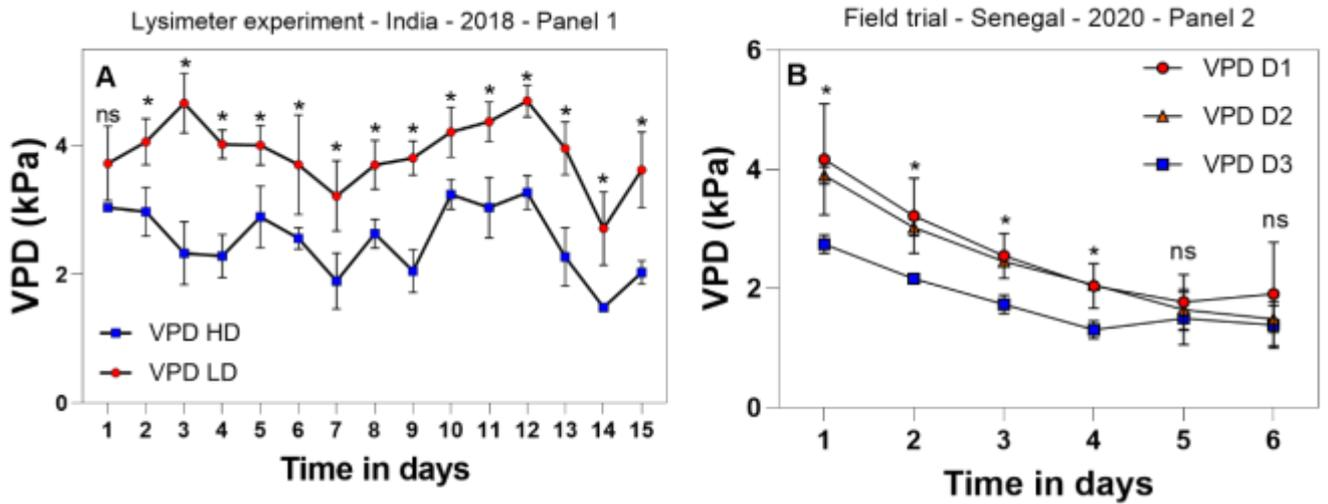 Lysimeter experiment - India - 2018 - Panel 1
A
ns * * * * * * * * * * * * * *
VPD (kPa)
4
2
0
VPD HD
VPD LD
1 2 3 4 5 6 7 8 9 10 11 12 13 14 15
Time in days
Field trial - Senegal - 2020 - Panel 2
B
VPD D1
VPD D2
VPD D3
* * * * ns ns
VPD (kPa)
6
4
2
0
1 2 3 4 5 6
Time in days